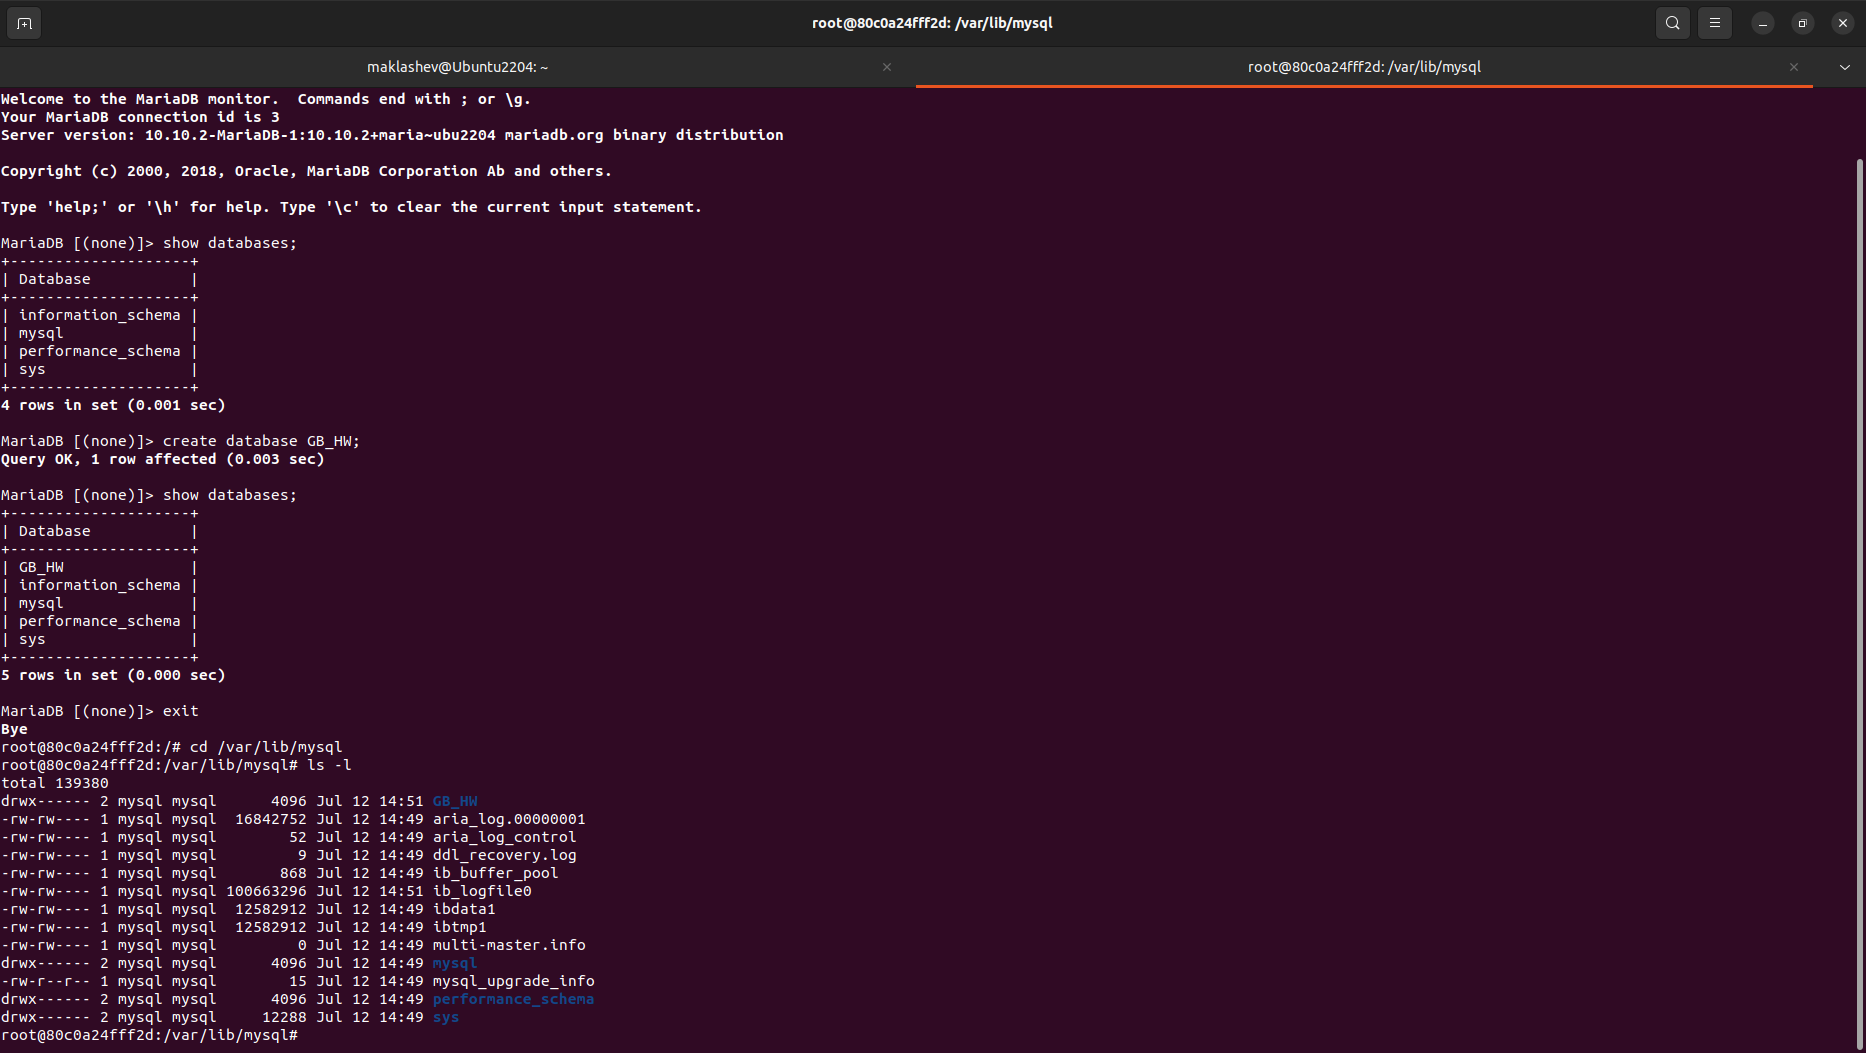 root@80c0a24fff2d: /var/lib/mysql
maklashev@Ubuntu2204: ~
root@80c0a24fff2d: /var/lib/mysql
Welcome to the MariaDB monitor.  Commands end with ; or \g.
Your MariaDB connection id is 3
Server version: 10.10.2-MariaDB-1:10.10.2+maria~ubu2204 mariadb.org binary distribution

Copyright (c) 2000, 2018, Oracle, MariaDB Corporation Ab and others.

Type 'help;' or '\h' for help. Type '\c' to clear the current input statement.

MariaDB [(none)]> show databases;
+--------------------+
| Database           |
+--------------------+
| information_schema |
| mysql              |
| performance_schema |
| sys                |
+--------------------+
4 rows in set (0.001 sec)

MariaDB [(none)]> create database GB_HW;
Query OK, 1 row affected (0.003 sec)

MariaDB [(none)]> show databases;
+--------------------+
| Database           |
+--------------------+
| GB_HW              |
| information_schema |
| mysql              |
| performance_schema |
| sys                |
+--------------------+
5 rows in set (0.000 sec)

MariaDB [(none)]> exit
Bye
root@80c0a24fff2d:/# cd /var/lib/mysql
root@80c0a24fff2d:/var/lib/mysql# ls -l
total 139380
drwx------ 2 mysql mysql      4096 Jul 12 14:51 GB_HW
-rw-rw---- 1 mysql mysql  16842752 Jul 12 14:49 aria_log.00000001
-rw-rw---- 1 mysql mysql        52 Jul 12 14:49 aria_log_control
-rw-rw---- 1 mysql mysql         9 Jul 12 14:49 ddl_recovery.log
-rw-rw---- 1 mysql mysql       868 Jul 12 14:49 ib_buffer_pool
-rw-rw---- 1 mysql mysql 100663296 Jul 12 14:51 ib_logfile0
-rw-rw---- 1 mysql mysql  12582912 Jul 12 14:49 ibdata1
-rw-rw---- 1 mysql mysql  12582912 Jul 12 14:49 ibtmp1
-rw-rw---- 1 mysql mysql         0 Jul 12 14:49 multi-master.info
drwx------ 2 mysql mysql      4096 Jul 12 14:49 mysql
-rw-r--r-- 1 mysql mysql        15 Jul 12 14:49 mysql_upgrade_info
drwx------ 2 mysql mysql      4096 Jul 12 14:49 performance_schema
drwx------ 2 mysql mysql     12288 Jul 12 14:49 sys
root@80c0a24fff2d:/var/lib/mysql#